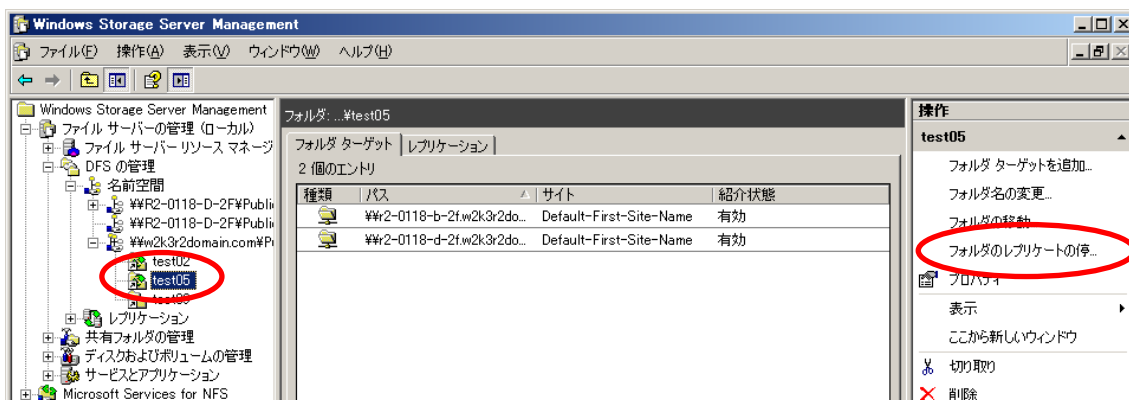 Windows Storage Server Management
ファイル(F) 操作(A) 表示(V) ウィンドウ(W) ヘルプ(H)
Windows Storage Server Management
ファイル サーバーの管理 (ローカル)
ファイル サーバー リソース マネージ
DFS の管理
名前空間
¥¥R2-0118-D-2F¥Publi
¥¥R2-0118-D-2F¥Publi
¥¥w2k3r2domain.com¥P
test02
test05
レプリケーション
共有フォルダの管理
ディスクおよびボリュームの管理
サービスとアプリケーション
Microsoft Services for NFS
フォルダ: ...¥test05
フォルダ ターゲット レプリケーション
2 個のエントリ
種類 パス サイト 紹介状態
¥¥r2-0118-b-2f.w2k3r2do... Default-First-Site-Name 有効
¥¥r2-0118-d-2f.w2k3r2do... Default-First-Site-Name 有効
操作
test05
フォルダ ターゲットを追加...
フォルダ名の変更...
フォルダの移動
フォルダのレプリケートの停...
プロパティ
表示
ここから新しいウィンドウ
切り取り
削除